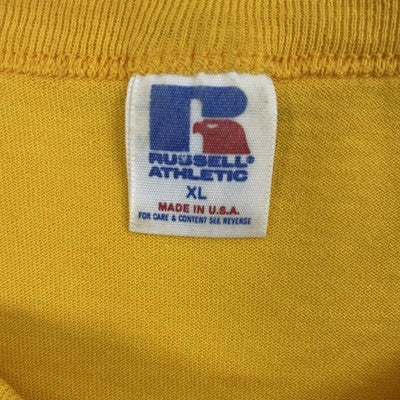 R
RUSSELL®
ATHLETIC
XL
MADE IN U.S.A.
FOR CARE & CONTENT SEE REVERSE